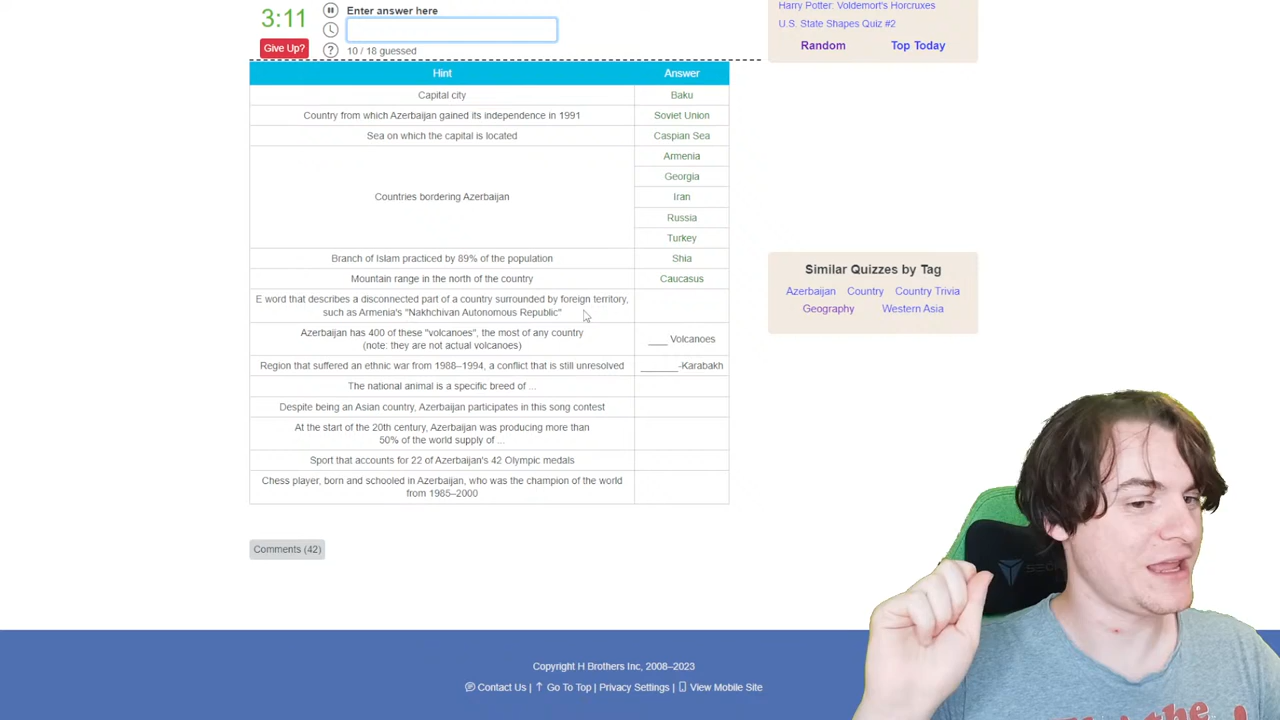 3:11
Give Up?
Enter answer here
10 / 18 guessed
Harry Potter: Voldemort's Horcruxes
U.S. State Shapes Quiz #2
Random Top Today
Hint Answer
Capital city Baku
Country from which Azerbaijan gained its independence in 1991 Soviet Union
Sea on which the capital is located Caspian Sea
Countries bordering Azerbaijan
Armenia
Georgia
Iran
Russia
Turkey
Branch of Islam practiced by 89% of the population Shia
Mountain range in the north of the country Caucasus
E word that describes a disconnected part of a country surrounded by foreign territory,
such as Armenia's "Nakhchivan Autonomous Republic"
Azerbaijan has 400 of these "volcanoes", the most of any country
(note: they are not actual volcanoes)
____ Volcanoes
Region that suffered an ethnic war from 1988–1994, a conflict that is still unresolved _______-Karabakh
The national animal is a specific breed of ...
Despite being an Asian country, Azerbaijan participates in this song contest
At the start of the 20th century, Azerbaijan was producing more than
50% of the world supply of ...
Sport that accounts for 22 of Azerbaijan's 42 Olympic medals
Chess player, born and schooled in Azerbaijan, who was the champion of the world
from 1985–2000
Similar Quizzes by Tag
Azerbaijan Country Country Trivia
Geography Western Asia
Comments (42)
Copyright H Brothers Inc, 2008–2023
Contact Us | Go To Top | Privacy Settings | View Mobile Site